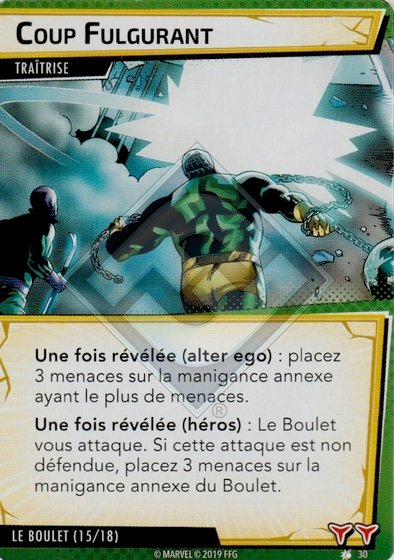 Coup Fulgurant
TRAÎTRISE
Une fois révélée (alter ego) : placez
3 menaces sur la manigance annexe
ayant le plus de menaces.
Une fois révélée (héros) : Le Boulet
vous attaque. Si cette attaque est non
défendue, placez 3 menaces sur la
manigance annexe du Boulet.
®
LE BOULET (15/18)
© MARVEL © 2019 FFG
30